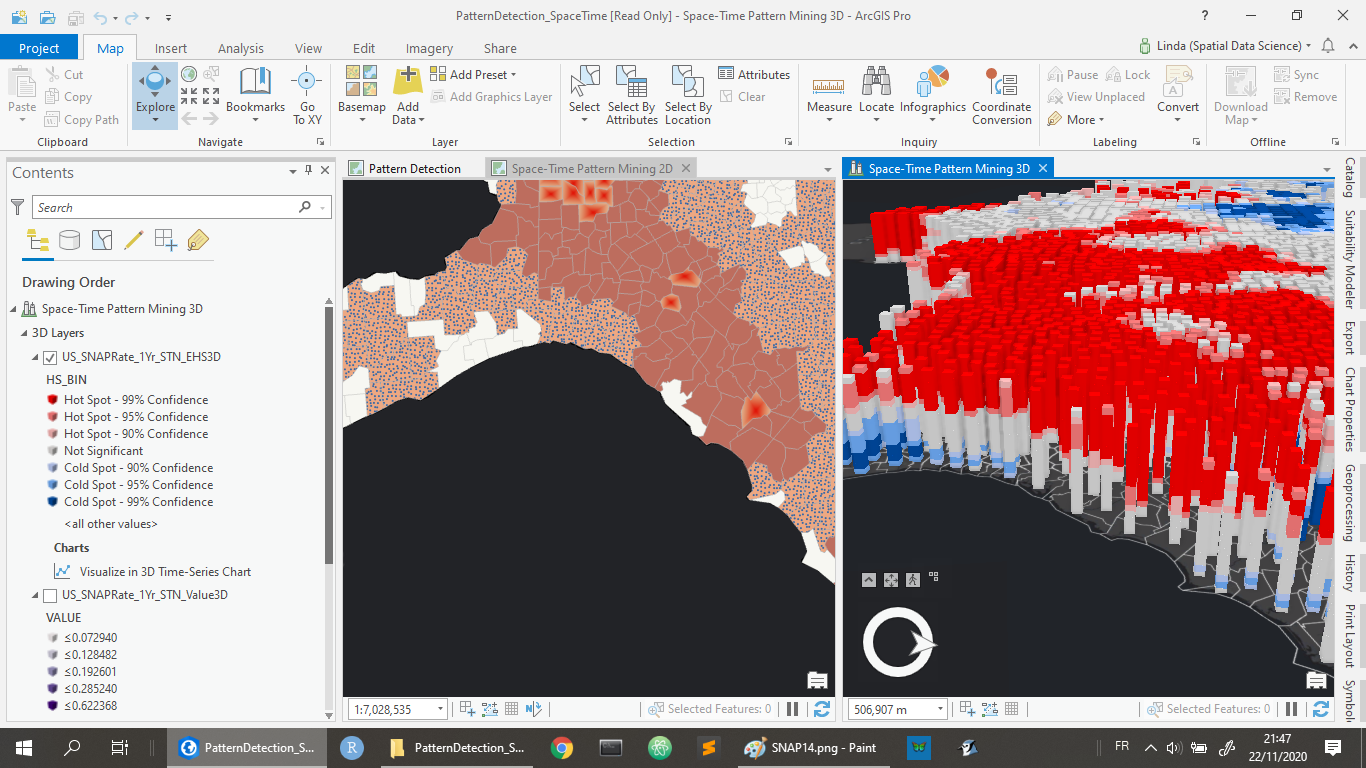 PatternDetection_SpaceTime [Read Only] - Space-Time Pattern Mining 3D - ArcGIS Pro
?
Project
Map
Insert
Analysis
View
Edit
Imagery
Share
Linda (Spatial Data Science)
Paste
Cut
Copy
Copy Path
Clipboard
Explore
Bookmarks
Go
To XY
Navigate
Basemap
Add
Data
Add Preset
Add Graphics Layer
Layer
Select
Select By
Attributes
Select By
Location
Attributes
Clear
Selection
Measure
Locate
Infographics
Coordinate
Conversion
Inquiry
Pause
Lock
View Unplaced
More
Convert
Labeling
Download
Map
Sync
Remove
Offline
Contents
Search
Drawing Order
Space-Time Pattern Mining 3D
3D Layers
US_SNAPRate_1Yr_STN_EHS3D
HS_BIN
Hot Spot - 99% Confidence
Hot Spot - 95% Confidence
Hot Spot - 90% Confidence
Not Significant
Cold Spot - 90% Confidence
Cold Spot - 95% Confidence
Cold Spot - 99% Confidence
<all other values>
Charts
Visualize in 3D Time-Series Chart
US_SNAPRate_1Yr_STN_Value3D
VALUE
≤0.072940
≤0.128482
≤0.192601
≤0.285240
≤0.622368
Pattern Detection
Space-Time Pattern Mining 2D
1:7,028,535
Selected Features: 0
Space-Time Pattern Mining 3D
506,907 m
Selected Features: 0
Catalog
Suitability Modeler
Export
Chart Properties
Geoprocessing
History
Print Layout
Symbolo
PatternDetection_S...
R
PatternDetection_S...
SNAP14.png - Paint
FR
21:47
22/11/2020